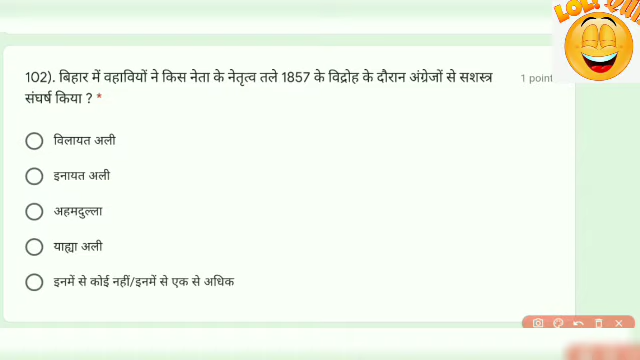 LOL!
102). बिहार में वहावियों ने किस नेता के नेतृत्व तले 1857 के विद्रोह के दौरान अंग्रेजों से सशस्त्र
1 point
संघर्ष किया ? *
विलायत अली
इनायत अली
अहमदुल्ला
याह्या अली
इनमें से कोई नहीं/इनमें से एक से अधिक